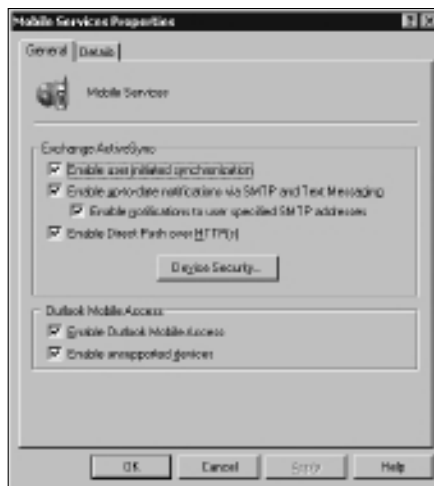 Mobile Services Properties
General Details
Mobile Services
Exchange ActiveSync
Enable user initiated synchronization
Enable up-to-date notifications via SMTP and Text Messaging
Enable notifications to user specified SMTP addresses
Enable Direct Push over HTTP(s)
Device Security...
Outlook Mobile Access
Enable Outlook Mobile Access
Enable unsupported devices
OK Cancel Apply Help